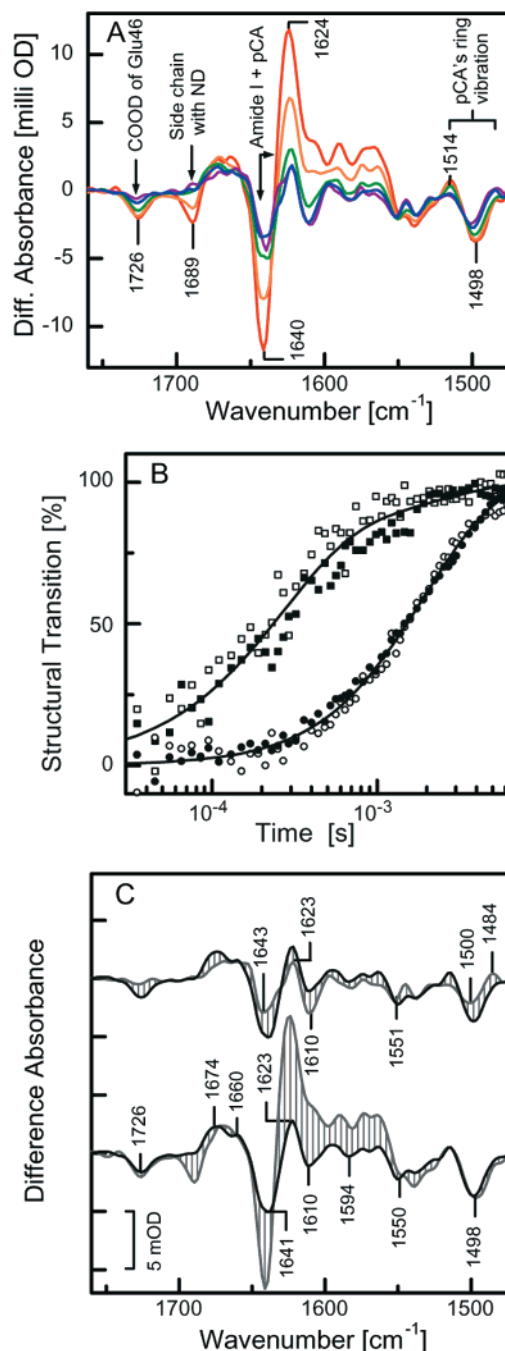 A
1624
COOD of Glu46
Side chain
with ND
Amide I + pCA
pCA's ring
vibration
1514
10
5
0
-5
-10
1726
1689
1640
1498
Diff. Absorbance [milli OD]
1700
1600
1500
Wavenumber [cm-1]
B
100
50
0
Structural Transition [%]
10-4
10-3
Time [s]
C
1643
1623
1610
1551
1500
1484
1726
1674
1660
1623
1641
1610
1594
1550
1498
5 mOD
Difference Absorbance
1700
1600
1500
Wavenumber [cm-1]